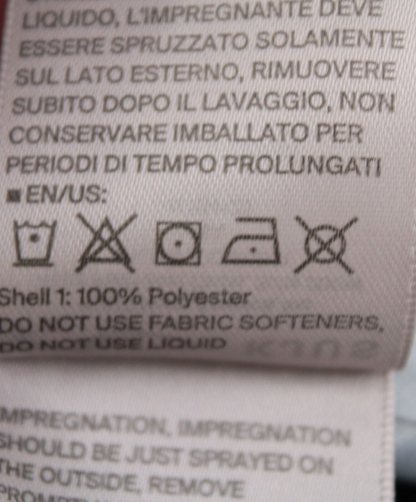 LIQUIDO, L'IMPREGNANTE DEVE
ESSERE SPRUZZATO SOLAMENTE
SUL LATO ESTERNO, RIMUOVERE
SUBITO DOPO IL LAVAGGIO, NON
CONSERVARE IMBALLATO PER
PERIODI DI TEMPO PROLUNGATI
EN/US:
Shell 1: 100% Polyester
DO NOT USE FABRIC SOFTENERS,
DO NOT USE LIQUID
IMPREGNATION, IMPREGNATION
SHOULD BE JUST SPRAYED ON
THE OUTSIDE, REMOVE